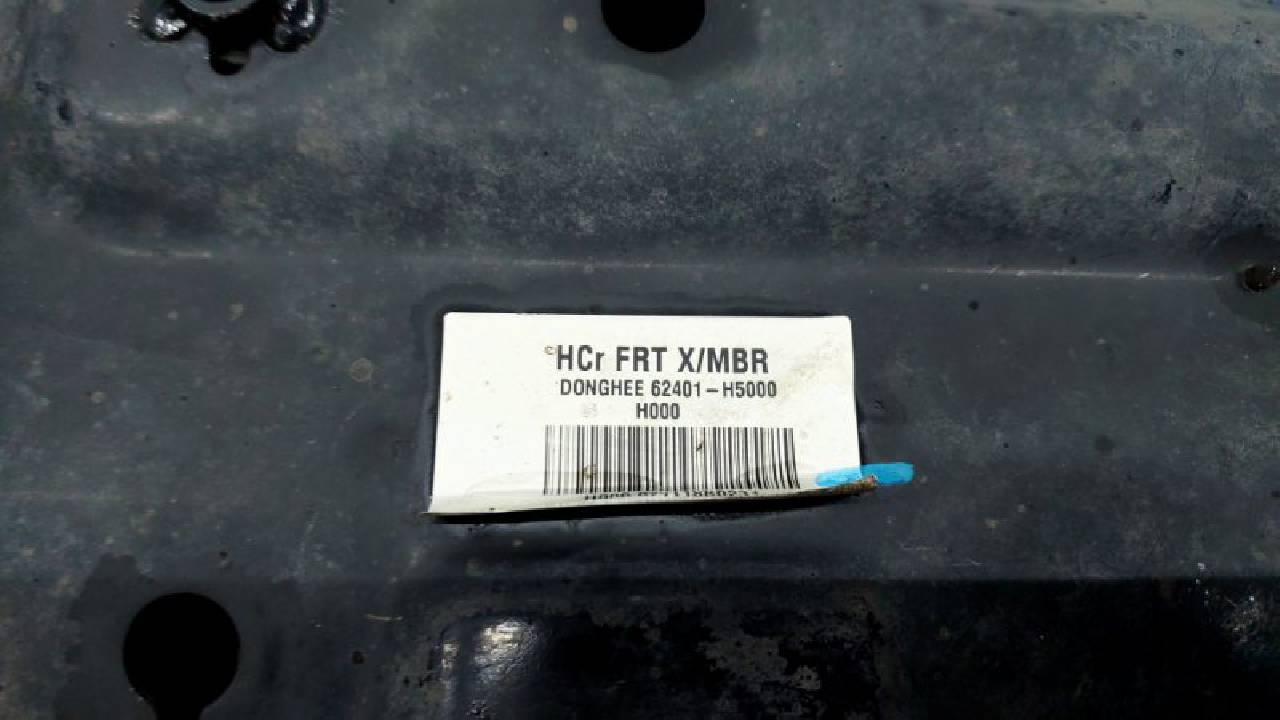 HCr FRT X/MBR
DONGHEE 62401-H5000
H000